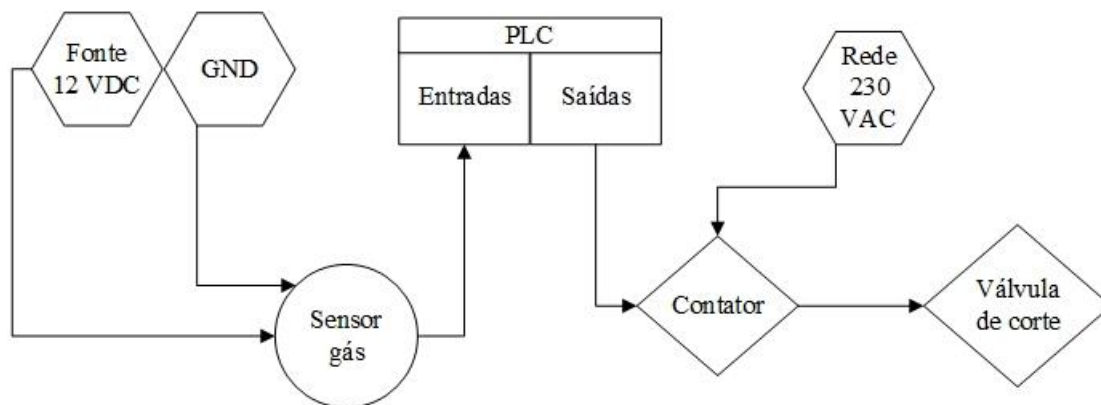 Fonte
12 VDC
GND
PLC
Entradas
Saídas
Rede
230
VAC
Sensor
gás
Contator
Válvula
de corte